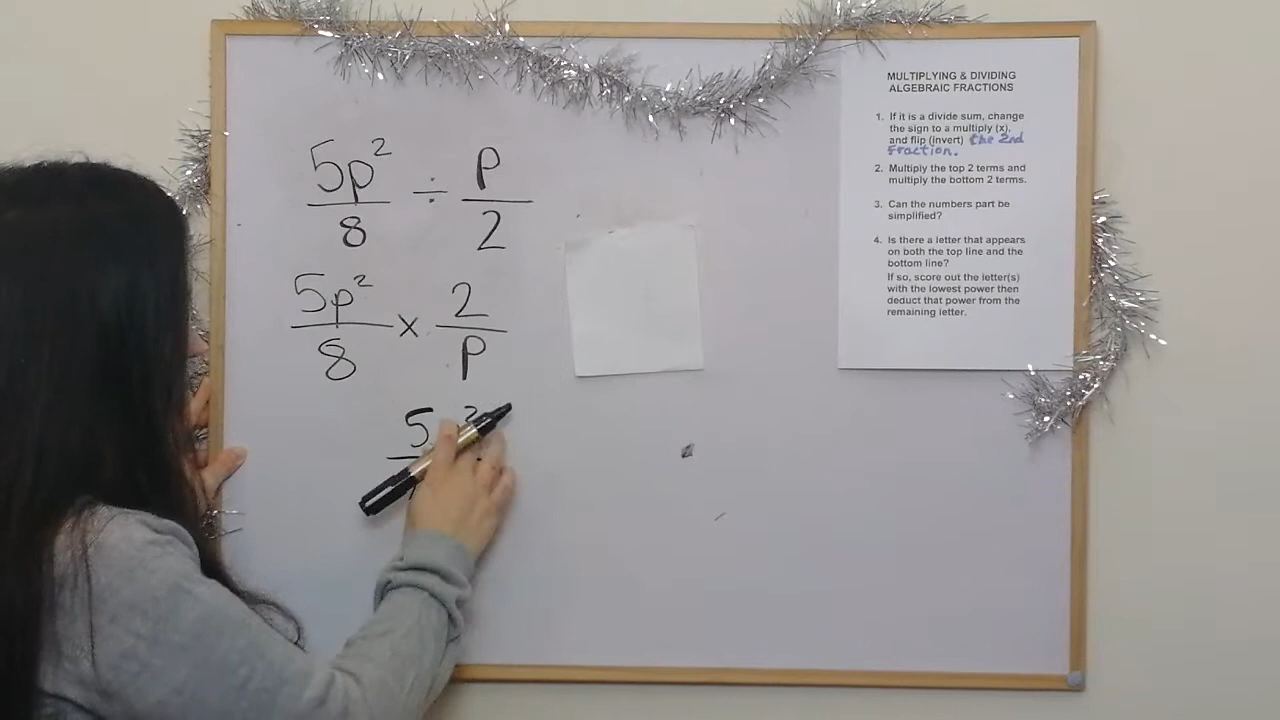 5p² ÷ P
8 2
5p² × 2
8 P
5 2
MULTIPLYING & DIVIDING
ALGEBRAIC FRACTIONS
1. If it is a divide sum, change
the sign to a multiply (x),
and flip (invert) the 2nd
Fraction.
2. Multiply the top 2 terms and
multiply the bottom 2 terms.
3. Can the numbers part be
simplified?
4. Is there a letter that appears
on both the top line and the
bottom line?
If so, score out the letter(s)
with the lowest power then
deduct that power from the
remaining letter.